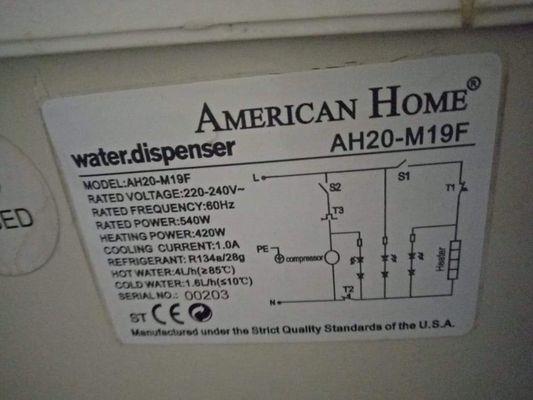 AMERICAN HOME®
water.dispenser
AH20-M19F
MODEL:AH20-M19F
RATED VOLTAGE:220-240V~
RATED FREQUENCY:60Hz
RATED POWER:540W
HEATING POWER:420W
COOLING CURRENT:1.0A
REFRIGERANT: R134a/28g
HOT WATER:4L/h(≥85℃)
COLD WATER:1.6L/h(≤10℃)
SERIAL NO.: 00203
L
S2
S1
T1
T3
PE
compressor
Heater
T2
N
ST CE
Manufactured under the Strict Quality Standards of the U.S.A.
SED